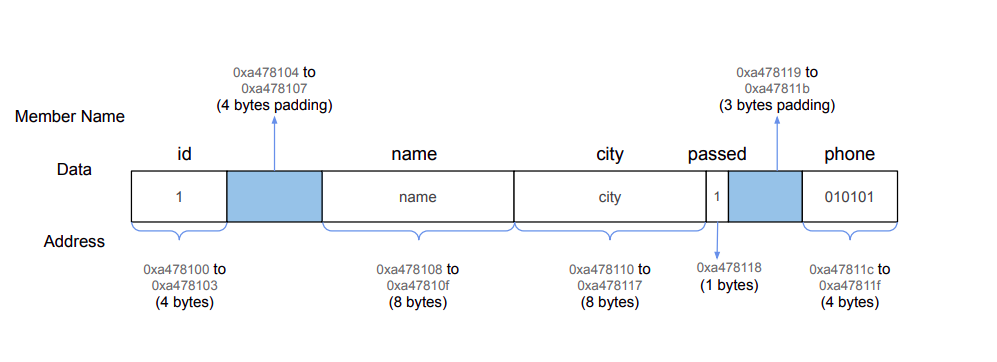 0xa478104 to
0xa478107
(4 bytes padding)
0xa478119 to
0xa47811b
(3 bytes padding)
Member Name
id
name
city
passed
phone
Data
1
name
city
1
010101
Address
0xa478100 to
0xa478103
(4 bytes)
0xa478108 to
0xa47810f
(8 bytes)
0xa478110 to
0xa478117
(8 bytes)
0xa478118
(1 bytes)
0xa47811c to
0xa47811f
(4 bytes)